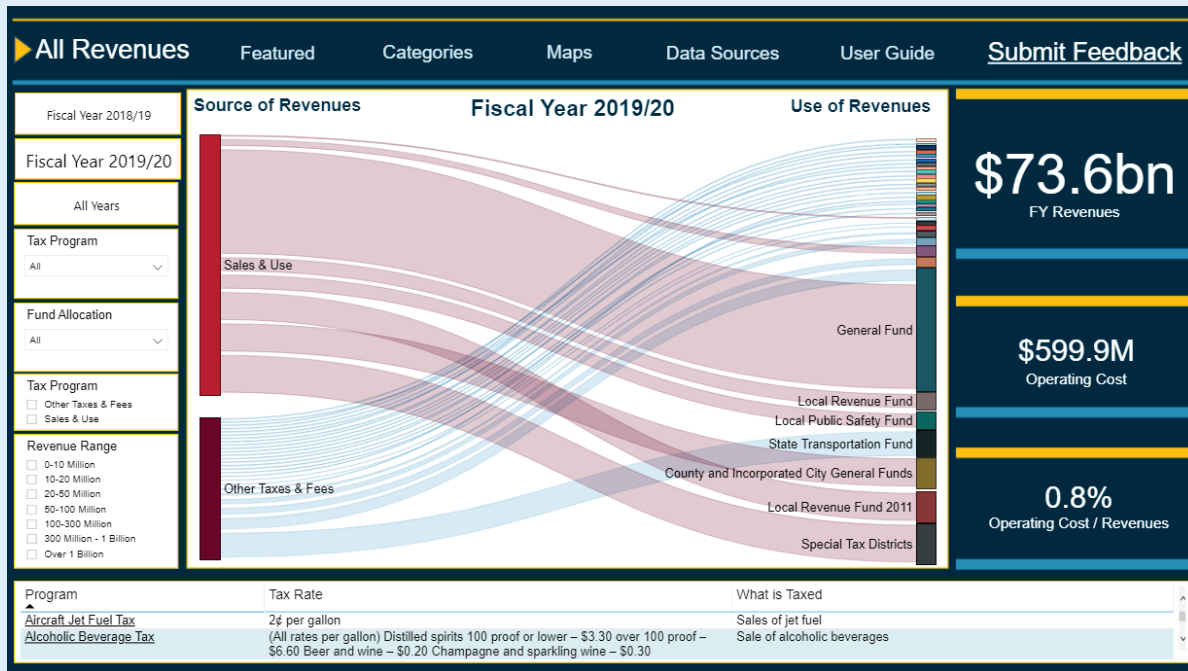 All Revenues
Featured
Categories
Maps
Data Sources
User Guide
Submit Feedback
Fiscal Year 2018/19
Fiscal Year 2019/20
All Years
Tax Program
All
Fund Allocation
All
Tax Program
Other Taxes & Fees
Sales & Use
Revenue Range
0-10 Million
10-20 Million
20-50 Million
50-100 Million
100-300 Million
300 Million - 1 Billion
Over 1 Billion
Source of Revenues
Fiscal Year 2019/20
Use of Revenues
Sales & Use
Other Taxes & Fees
General Fund
Local Revenue Fund
Local Public Safety Fund
State Transportation Fund
County and Incorporated City General Funds
Local Revenue Fund 2011
Special Tax Districts
$73.6bn
FY Revenues
$599.9M
Operating Cost
0.8%
Operating Cost / Revenues
Program
Tax Rate
What is Taxed
Aircraft Jet Fuel Tax
2¢ per gallon
Sales of jet fuel
Alcoholic Beverage Tax
(All rates per gallon) Distilled spirits 100 proof or lower – $3.30 over 100 proof –
$6.60 Beer and wine – $0.20 Champagne and sparkling wine – $0.30
Sale of alcoholic beverages